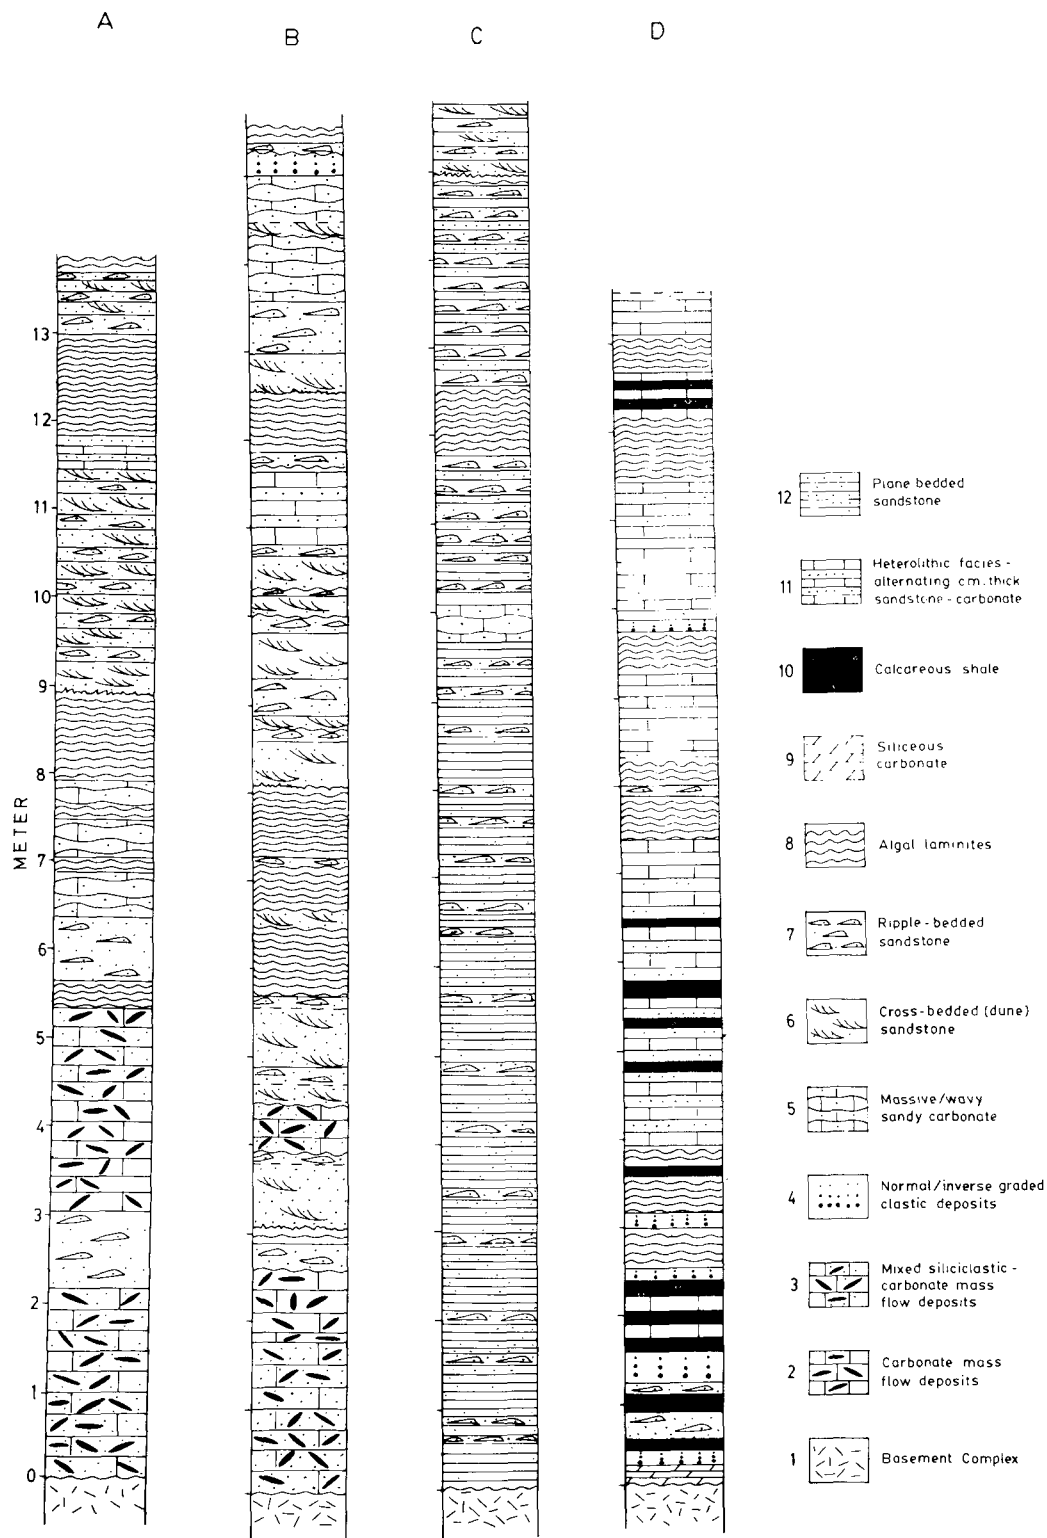 A
B
C
D
13
12
11
10
9
8
7
6
5
4
3
2
1
0
METER
12 Plane bedded
sandstone
11 Heterolithic facies -
alternating cm. thick
sandstone - carbonate
10 Calcareous shale
9 Siliceous
carbonate
8 Algal laminites
7 Ripple - bedded
sandstone
6 Cross-bedded (dune)
sandstone
5 Massive/wavy
sandy carbonate
4 Normal/inverse graded
clastic deposits
3 Mixed siliciclastic -
carbonate mass
flow deposits
2 Carbonate mass
flow deposits
1 Basement Complex